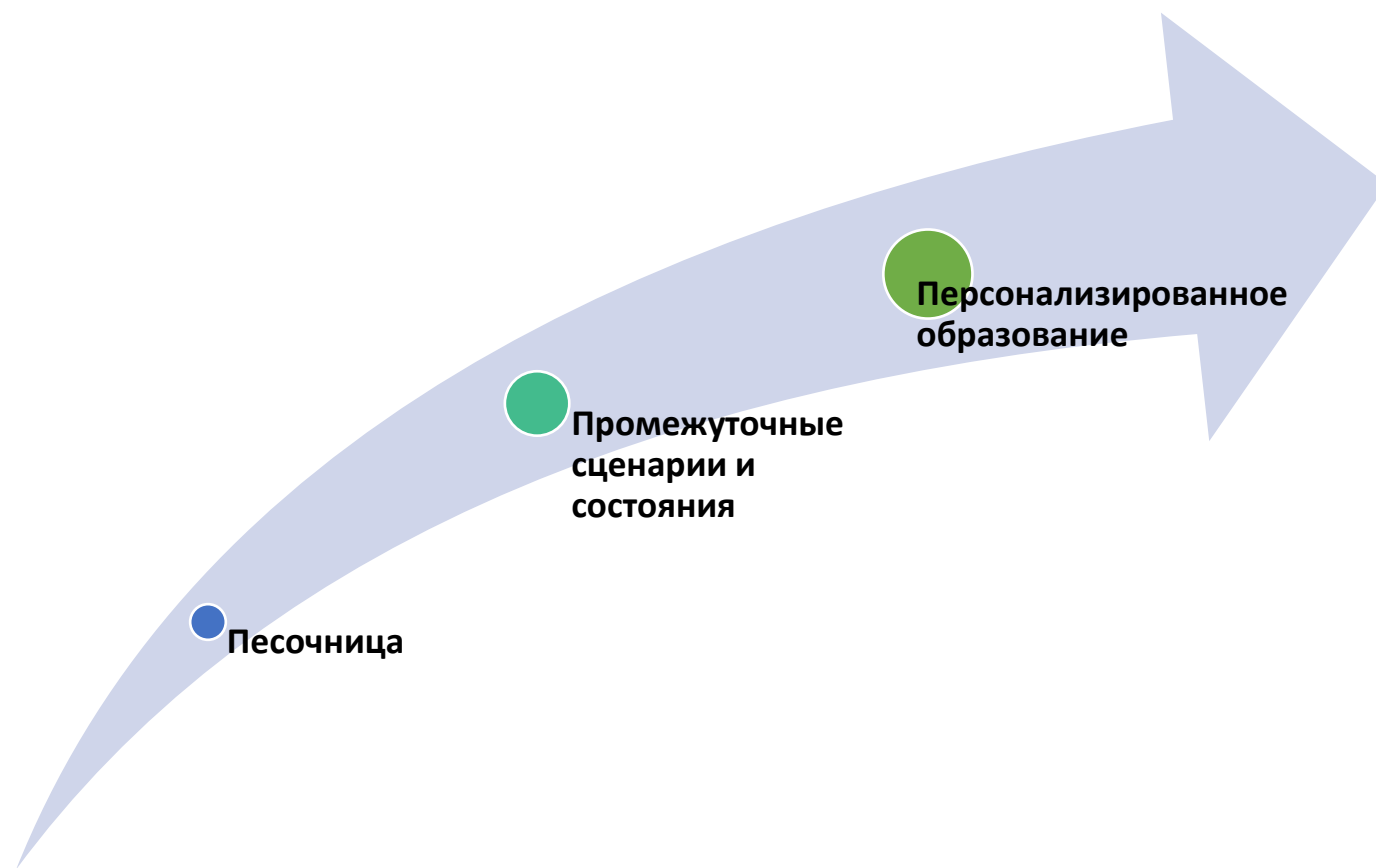 Персонализированное
образование
Промежуточные
сценарии и
состояния
Песочница